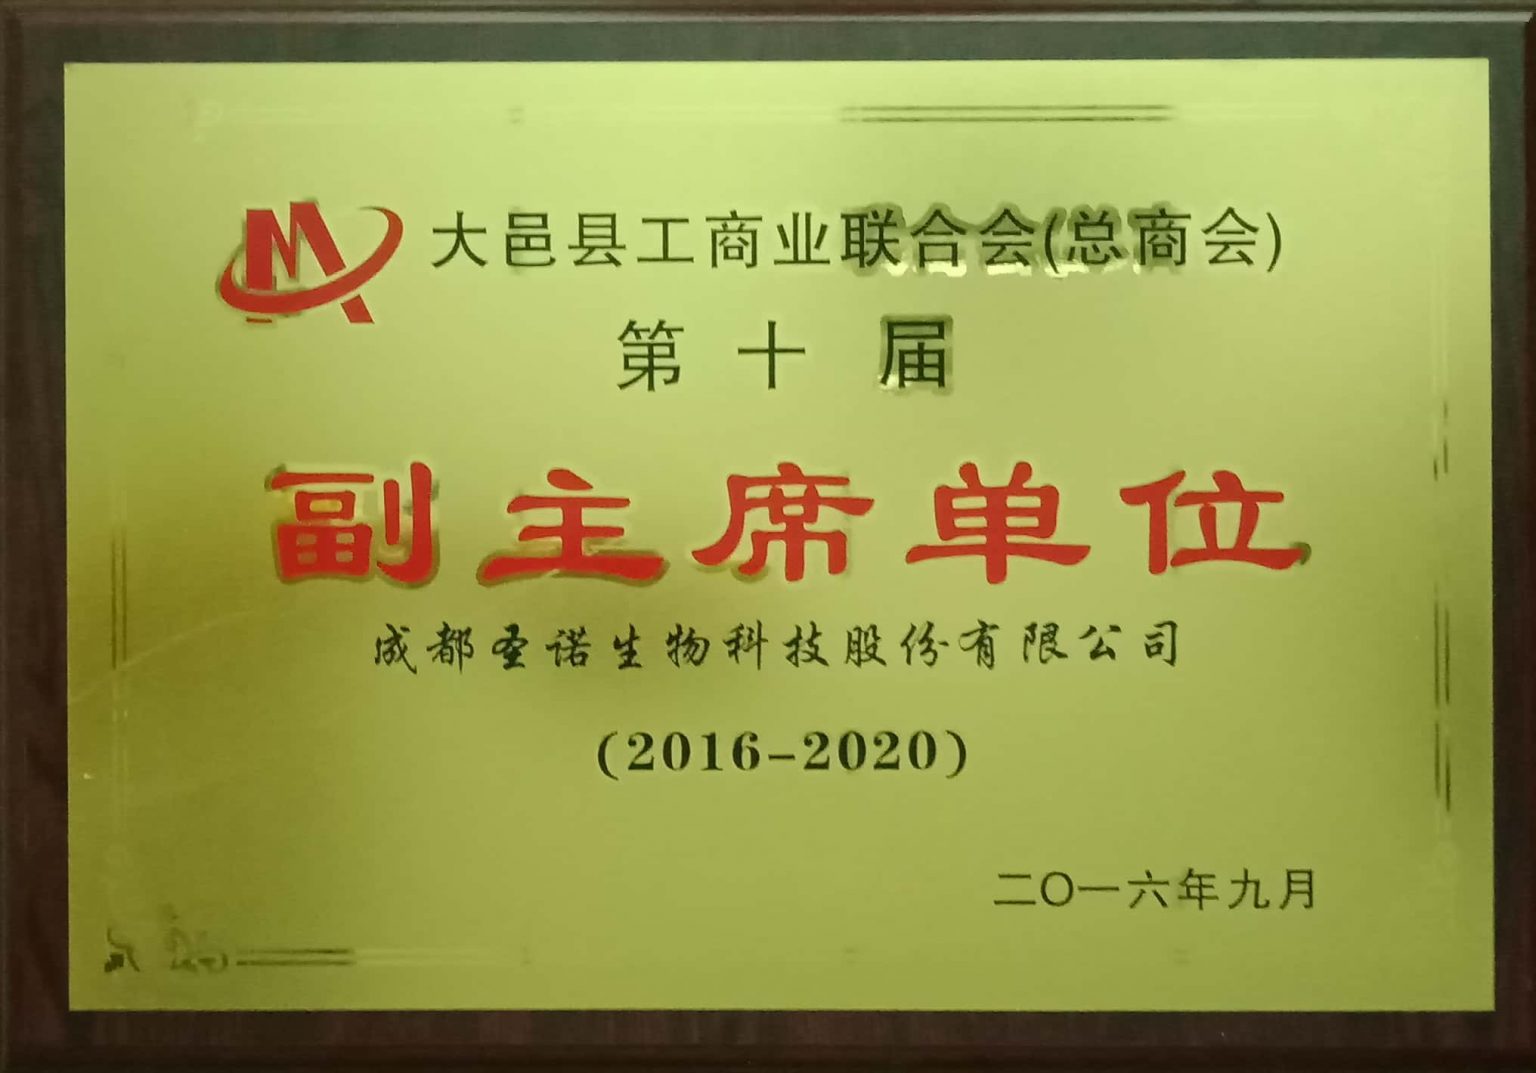 大邑县工商业联合会(总商会)
第十届
副主席单位
成都圣诺生物科技股份有限公司
(2016-2020)
二〇一六年九月